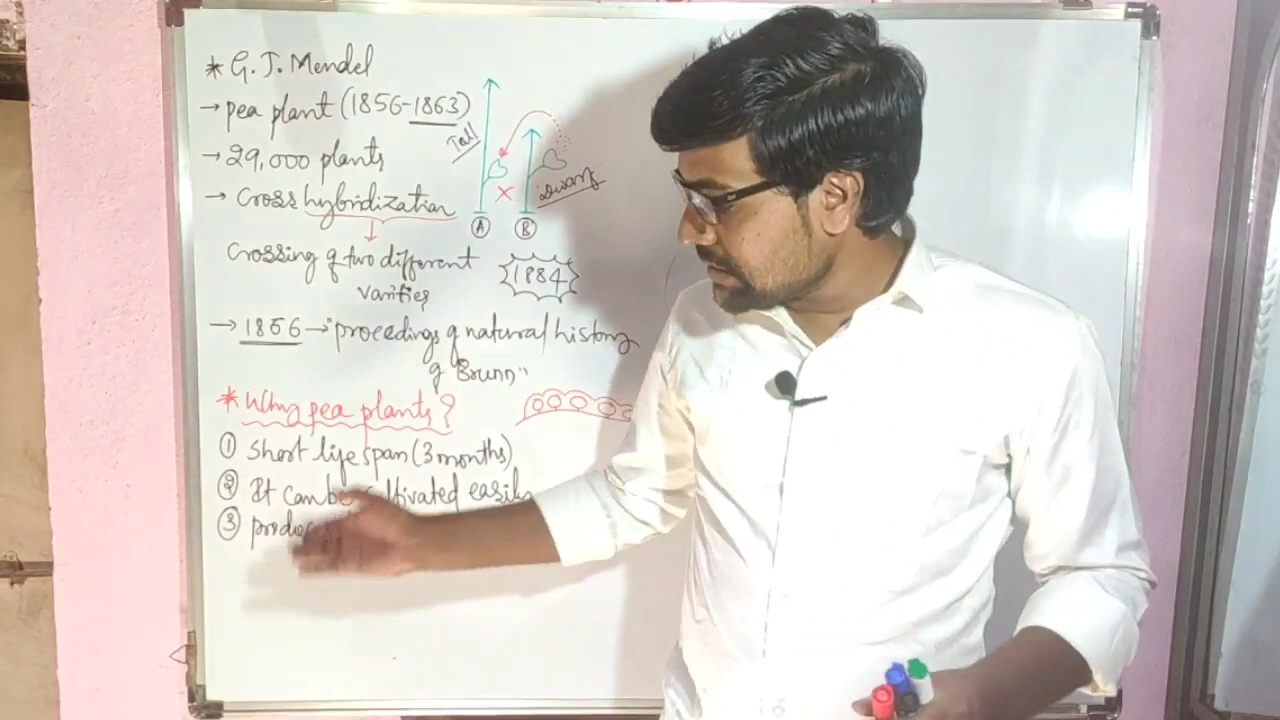 * G. J. Mendel
→ pea plant (1856-1863)
→ 29,000 plants
→ Cross hybridization
Crossing of two different
varities
Tall
Dwarf
X
A B
1884
→ 1866 → "proceedings of natural history
of Brunn"
* Why pea plants?
① Short life span (3 months)
② It can be cultivated easily
③